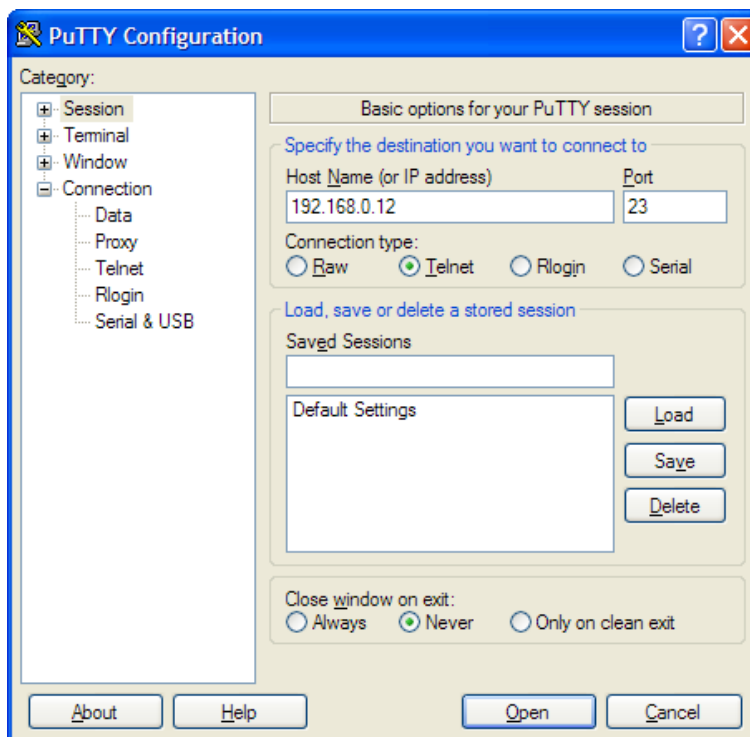 PuTTY Configuration
Category:
Session
Terminal
Window
Connection
Data
Proxy
Telnet
Rlogin
Serial & USB
Basic options for your PuTTY session
Specify the destination you want to connect to
Host Name (or IP address) Port
192.168.0.12 23
Connection type:
Raw Telnet Rlogin Serial
Load, save or delete a stored session
Saved Sessions
Default Settings
Load
Save
Delete
Close window on exit:
Always Never Only on clean exit
About Help Open Cancel